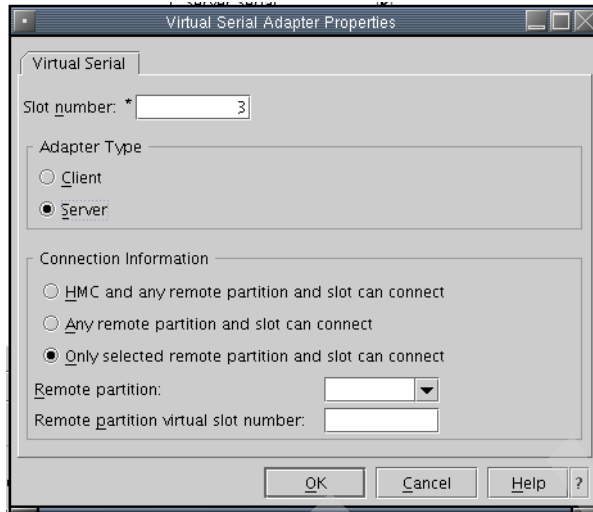 Virtual Serial Adapter Properties
Virtual Serial
Slot number: * 3
Adapter Type
Client
Server
Connection Information
HMC and any remote partition and slot can connect
Any remote partition and slot can connect
Only selected remote partition and slot can connect
Remote partition:
Remote partition virtual slot number:
OK Cancel Help ?